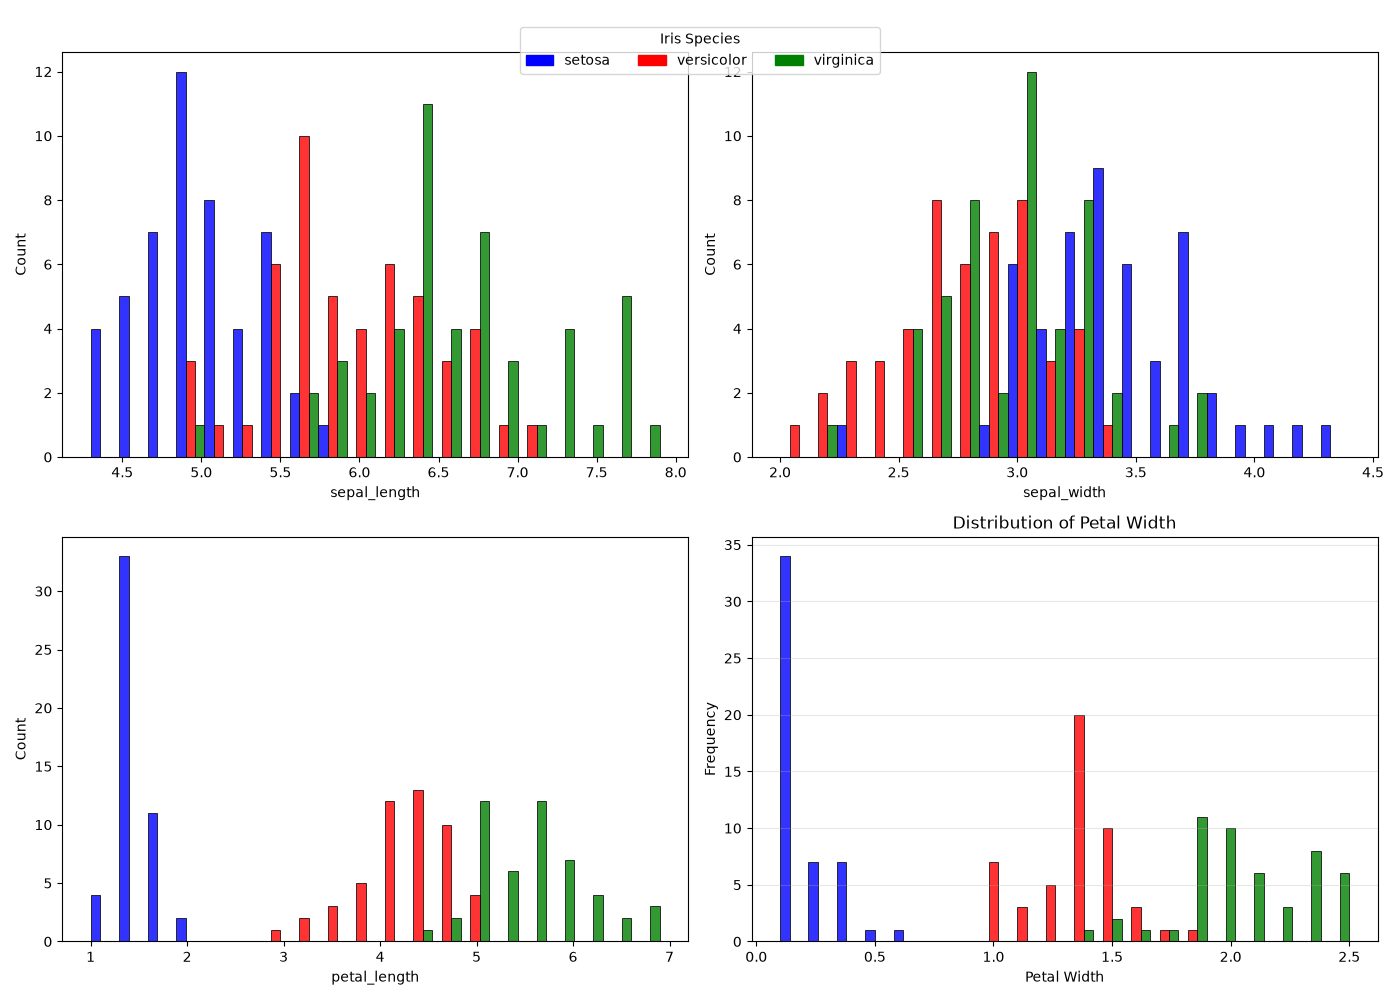 Iris Species
setosa versicolor virginica
12
10
8
6
4
2
0
Count
4.5 5.0 5.5 6.0 6.5 7.0 7.5 8.0
sepal_length
12
10
8
6
4
2
0
Count
2.0 2.5 3.0 3.5 4.0 4.5
sepal_width
30
25
20
15
10
5
0
Count
1 2 3 4 5 6 7
petal_length
Distribution of Petal Width
35
30
25
20
15
10
5
0
Frequency
0.0 0.5 1.0 1.5 2.0 2.5
Petal Width